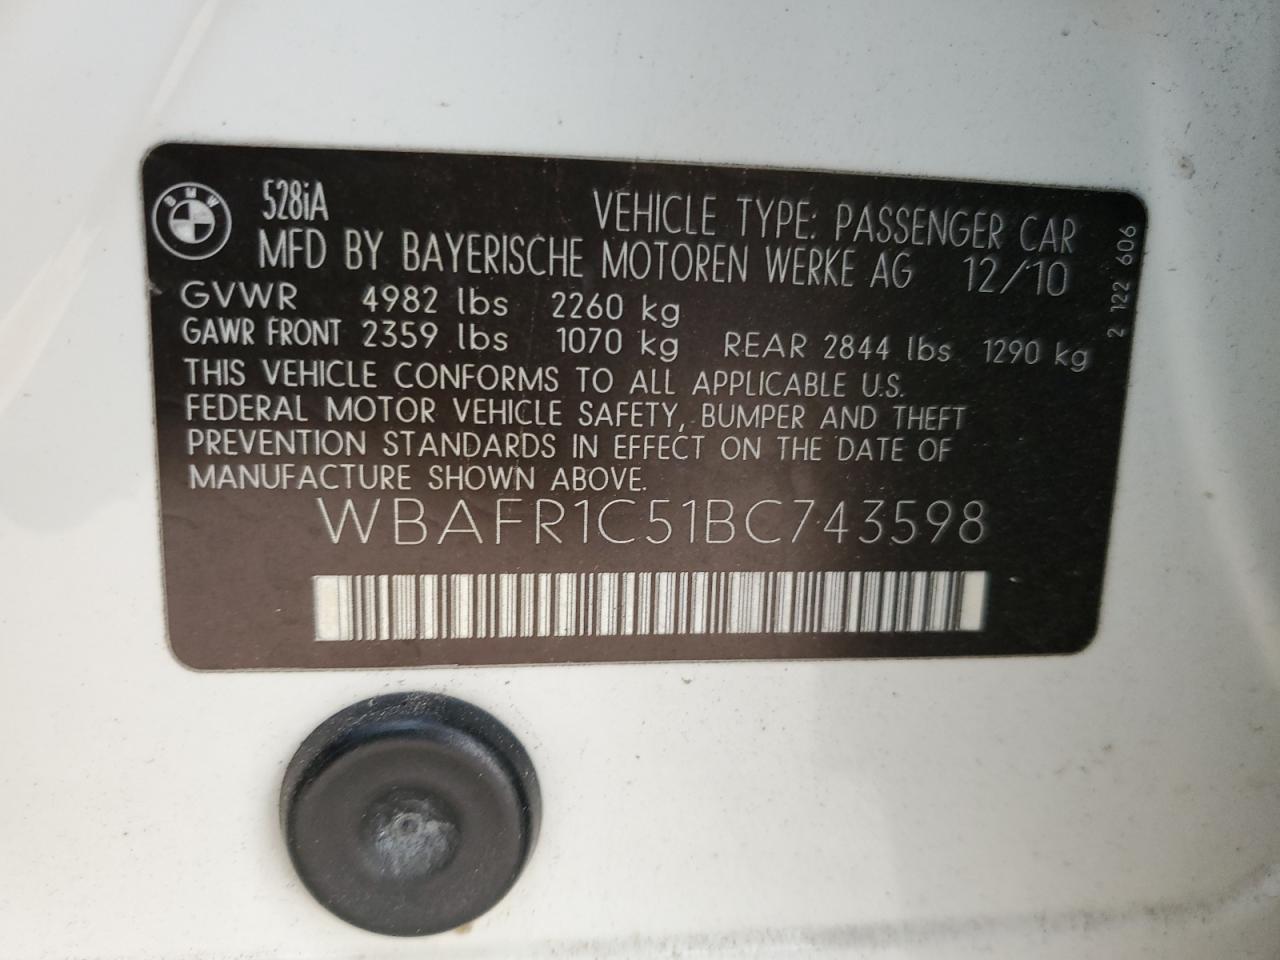 BMW
528iA VEHICLE TYPE: PASSENGER CAR
MFD BY BAYERISCHE MOTOREN WERKE AG 12/10
GVWR 4982 lbs 2260 kg
GAWR FRONT 2359 lbs 1070 kg REAR 2844 lbs 1290 kg
THIS VEHICLE CONFORMS TO ALL APPLICABLE U.S.
FEDERAL MOTOR VEHICLE SAFETY, BUMPER AND THEFT
PREVENTION STANDARDS IN EFFECT ON THE DATE OF
MANUFACTURE SHOWN ABOVE.
WBAFR1C51BC743598
2 122 606